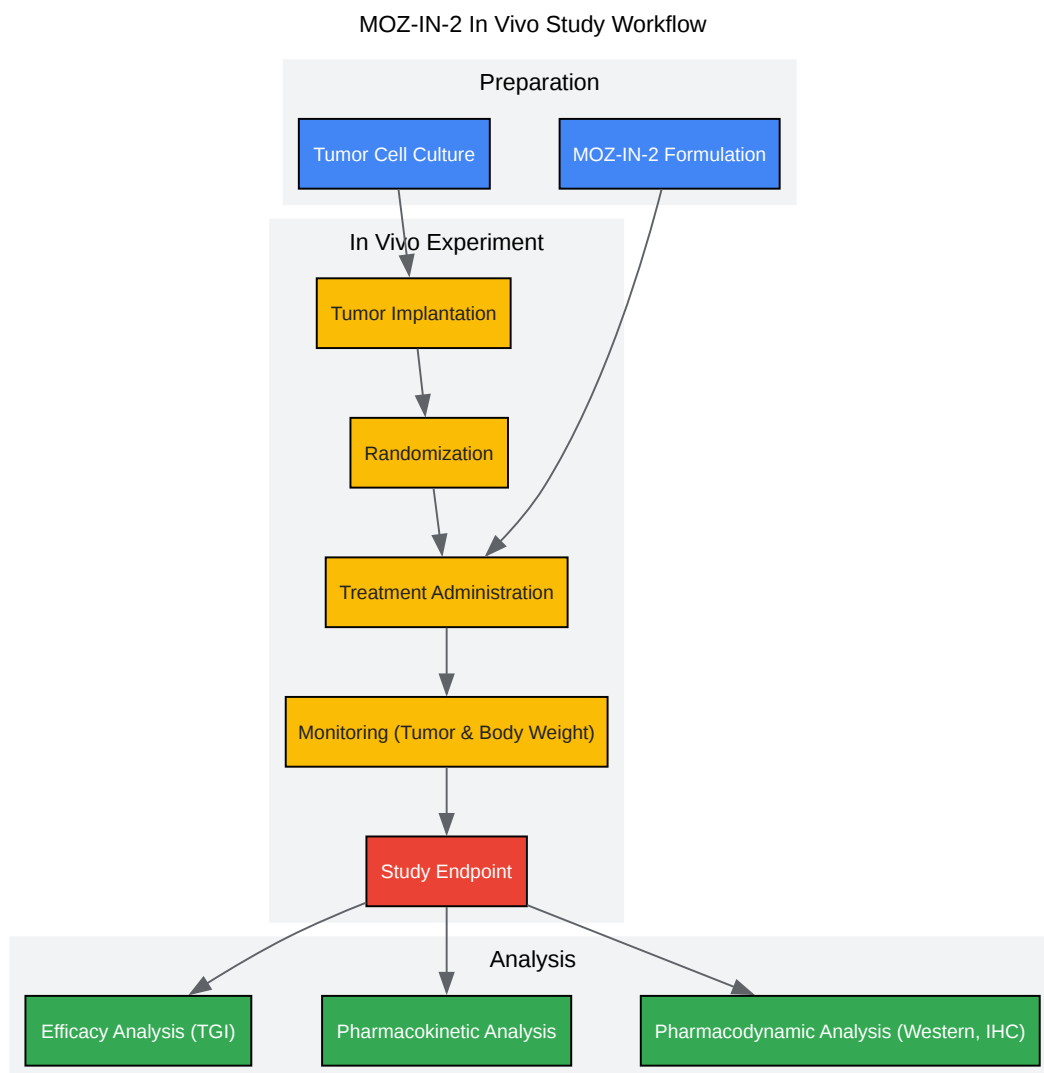 MOZ-IN-2 In Vivo Study Workflow
Preparation
Tumor Cell Culture
MOZ-IN-2 Formulation
In Vivo Experiment
Tumor Implantation
Randomization
Treatment Administration
Monitoring (Tumor & Body Weight)
Study Endpoint
Analysis
Efficacy Analysis (TGI)
Pharmacokinetic Analysis
Pharmacodynamic Analysis (Western, IHC)